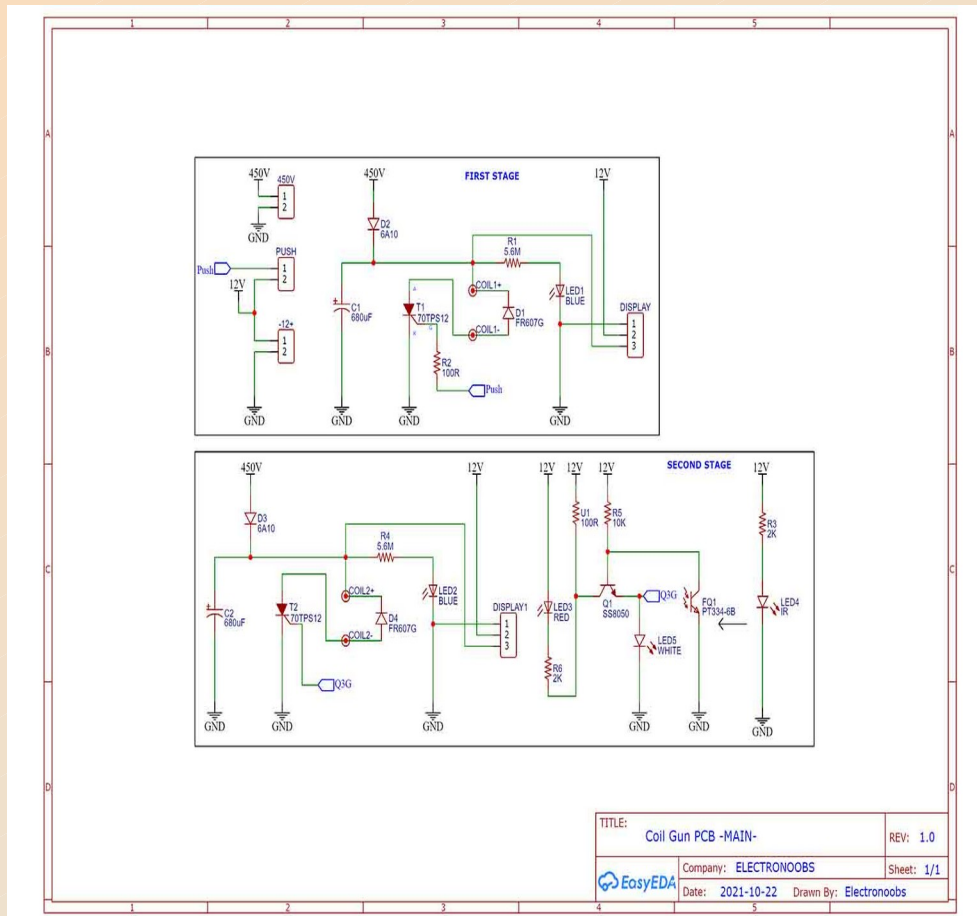 1 2 3 4 5
A A
B B
C C
D D
1 2 3 4 5
FIRST STAGE
450V
450V
1
2
GND
PUSH
Push
1
2
12V
-12+
1
2
GND
450V
D2
6A10
C1
680uF
GND
T1
70TPS12
A
G
K
R2
100R
Push
GND
COIL1+
COIL1-
D1
FR607G
R1
5.6M
LED1
BLUE
GND
12V
DISPLAY
1
2
3
SECOND STAGE
450V
D3
6A10
C2
680uF
GND
T2
70TPS12
Q3G
GND
COIL2+
COIL2-
D4
FR607G
R4
5.6M
LED2
BLUE
GND
12V
DISPLAY1
1
2
3
12V
LED3
RED
R6
2K
12V
U1
100R
12V
R5
10K
Q1
SS8050
Q3G
LED5
WHITE
GND
FQ1
PT334-6B
GND
12V
R3
2K
LED4
IR
GND
TITLE:
Coil Gun PCB -MAIN-
REV: 1.0
EasyEDA
Company: ELECTRONOOBS
Sheet: 1/1
Date: 2021-10-22 Drawn By: Electronoobs